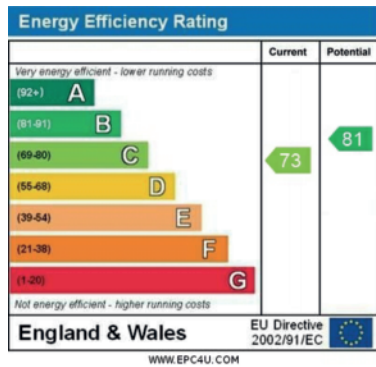 Energy Efficiency Rating
Current Potential
Very energy efficient - lower running costs
(92+) A
(81-91) B
(69-80) C
(55-68) D
(39-54) E
(21-38) F
(1-20) G
73
81
Not energy efficient - higher running costs
England & Wales
EU Directive
2002/91/EC
WWW.EPC4U.COM